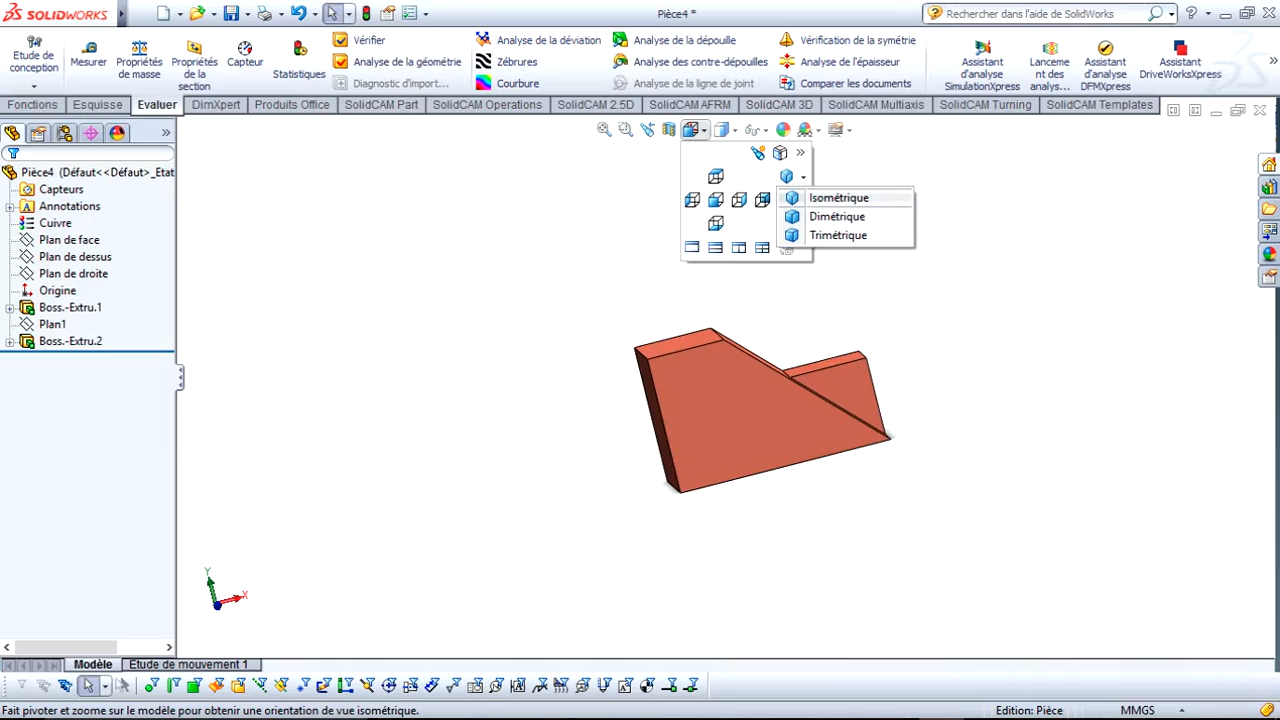 SOLIDWORKS
Pièce4 *
Rechercher dans l'aide de SolidWorks
Etude de conception
Mesurer
Propriétés de masse
Propriétés de la section
Capteur
Statistiques
Vérifier
Analyse de la géométrie
Diagnostic d'import...
Analyse de la déviation
Zébrures
Courbure
Analyse de la dépouille
Analyse des contre-dépouilles
Analyse de la ligne de joint
Vérification de la symétrie
Analyse de l'épaisseur
Comparer les documents
Assistant d'analyse SimulationXpress
Lancement des analys...
Assistant d'analyse DFMXpress
Assistant DriveWorksXpress
Fonctions
Esquisse
Evaluer
DimXpert
Produits Office
SolidCAM Part
SolidCAM Operations
SolidCAM 2.5D
SolidCAM AFRM
SolidCAM 3D
SolidCAM Multiaxis
SolidCAM Turning
SolidCAM Templates
Pièce4 (Défaut<<Défaut>_Etat
Capteurs
Annotations
Cuivre
Plan de face
Plan de dessus
Plan de droite
Origine
Boss.-Extru.1
Plan1
Boss.-Extru.2
Isométrique
Dimétrique
Trimétrique
Y
X
Modèle
Etude de mouvement 1
Fait pivoter et zoome sur le modèle pour obtenir une orientation de vue isométrique.
Edition: Pièce
MMGS